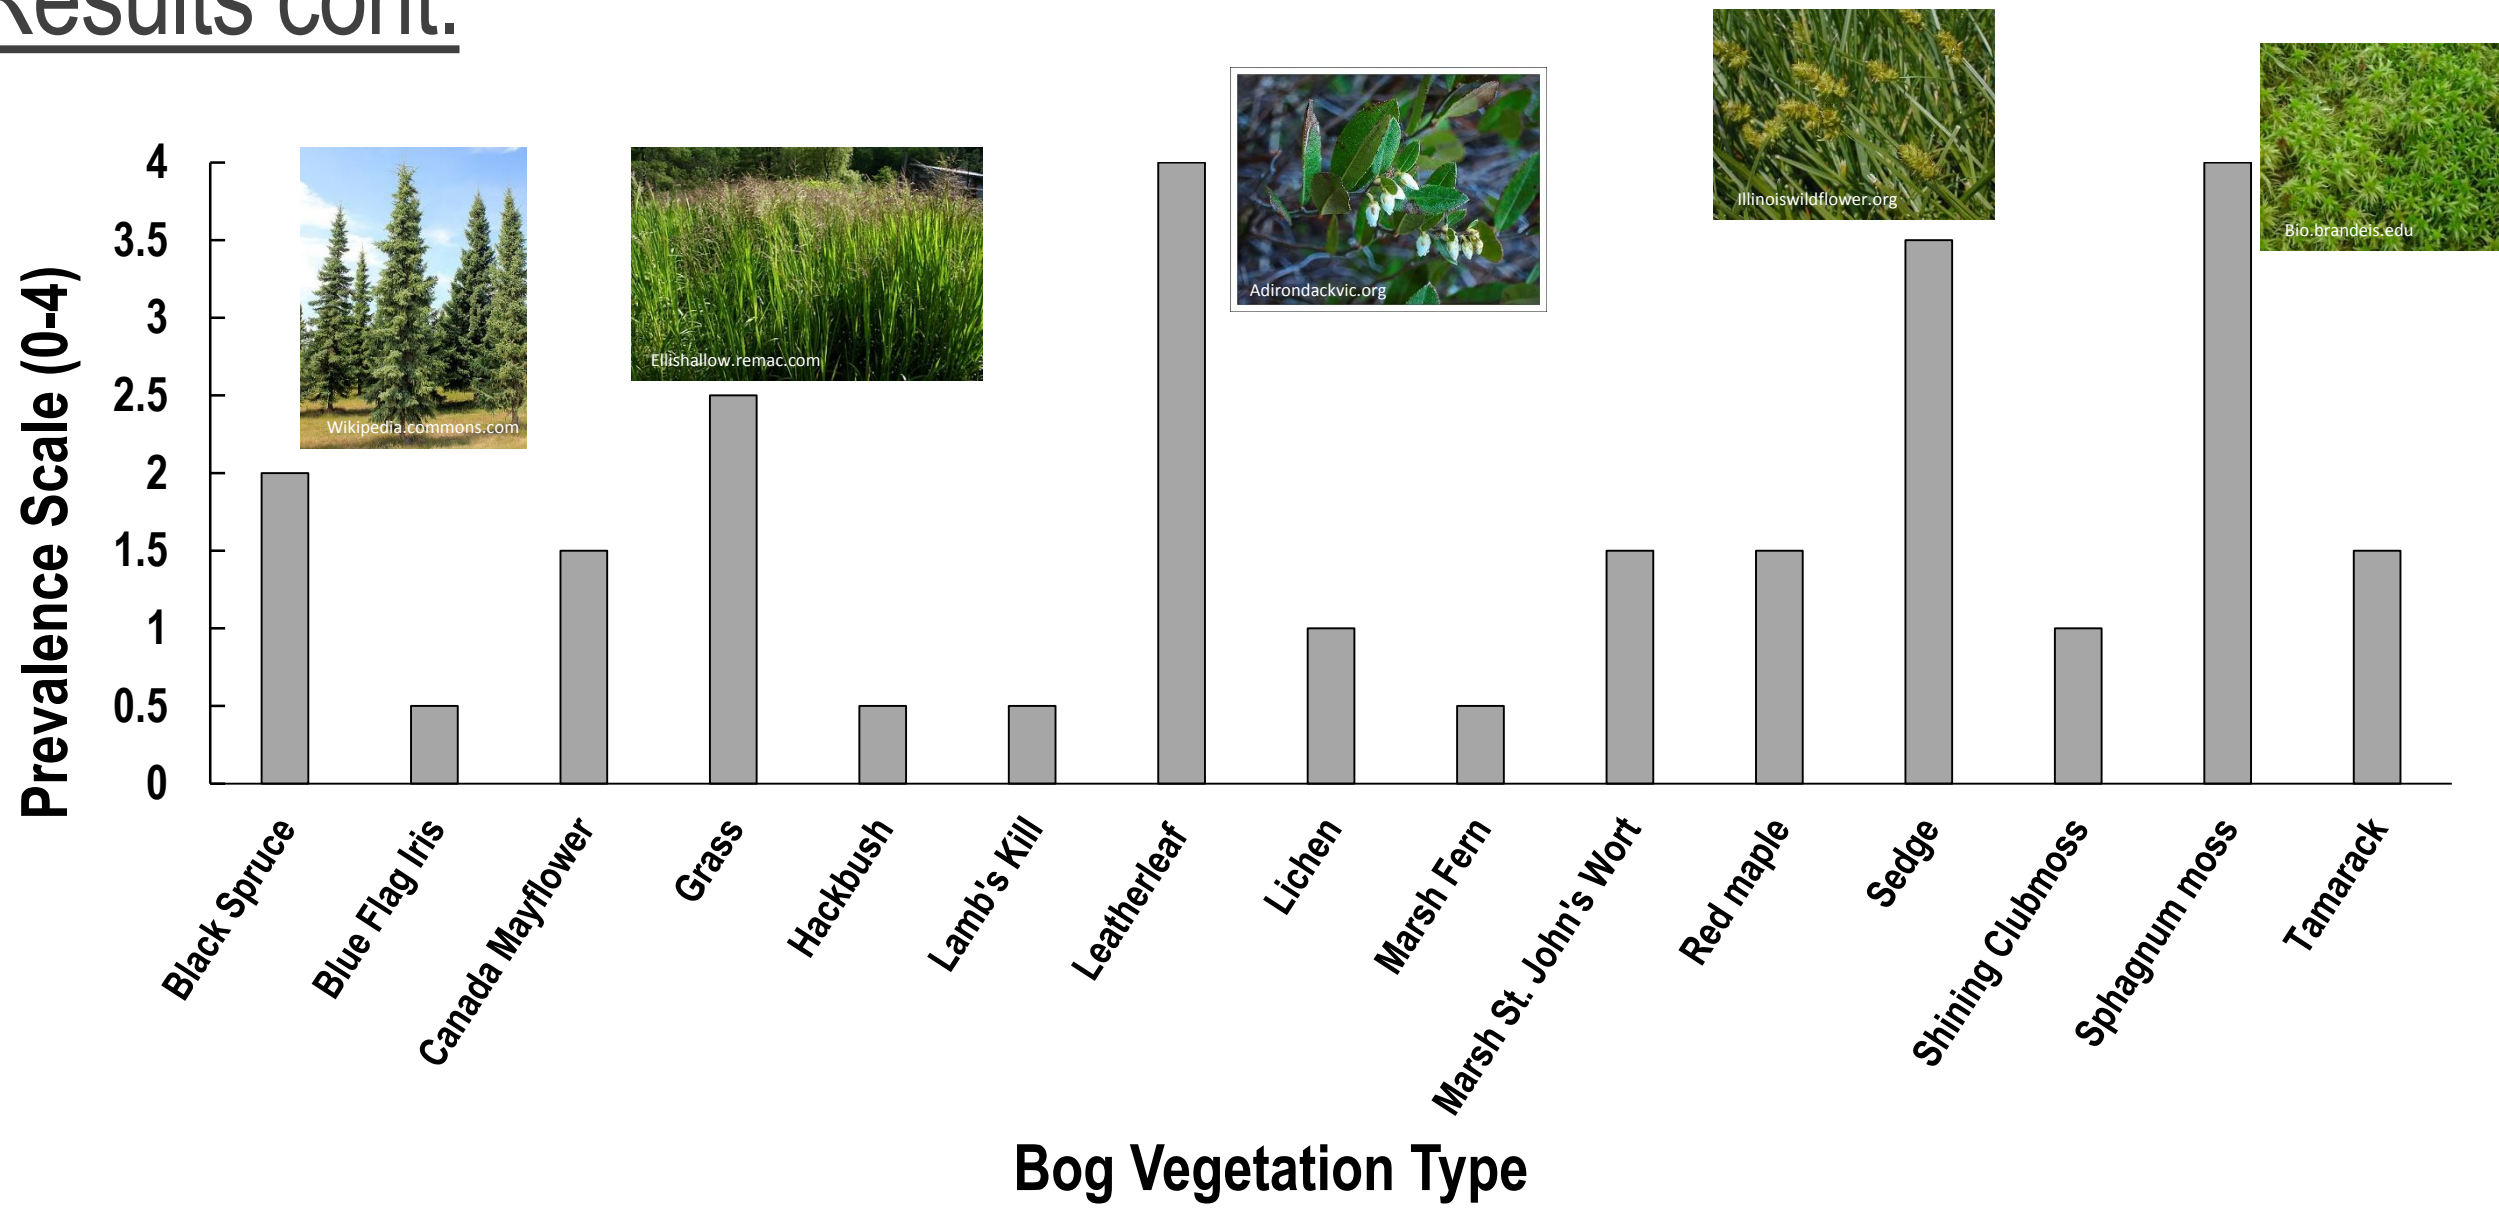 Results cont.
Illinoiswildflower.org
Bio.brandeis.edu
Adirondackvic.org
Ellishallow.remac.com
Wikipedia.commons.com
Prevalence Scale (0-4)
4
3.5
3
2.5
2
1.5
1
0.5
0
Black Spruce
Blue Flag Iris
Canada Mayflower
Grass
Hackbush
Lamb's Kill
Leatherleaf
Lichen
Marsh Fern
Marsh St. John's Wort
Red maple
Sedge
Shining Clubmoss
Sphagnum moss
Tamarack
Bog Vegetation Type